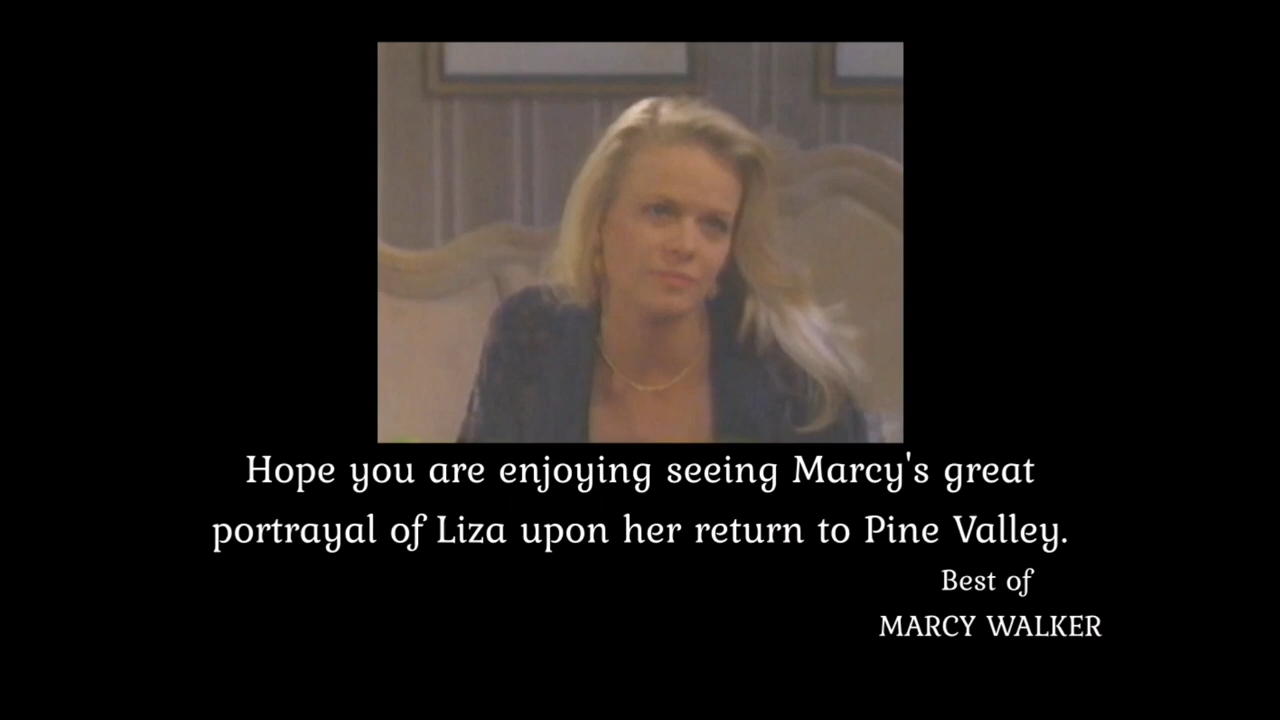 Hope you are enjoying seeing Marcy's great
portrayal of Liza upon her return to Pine Valley.
Best of
MARCY WALKER